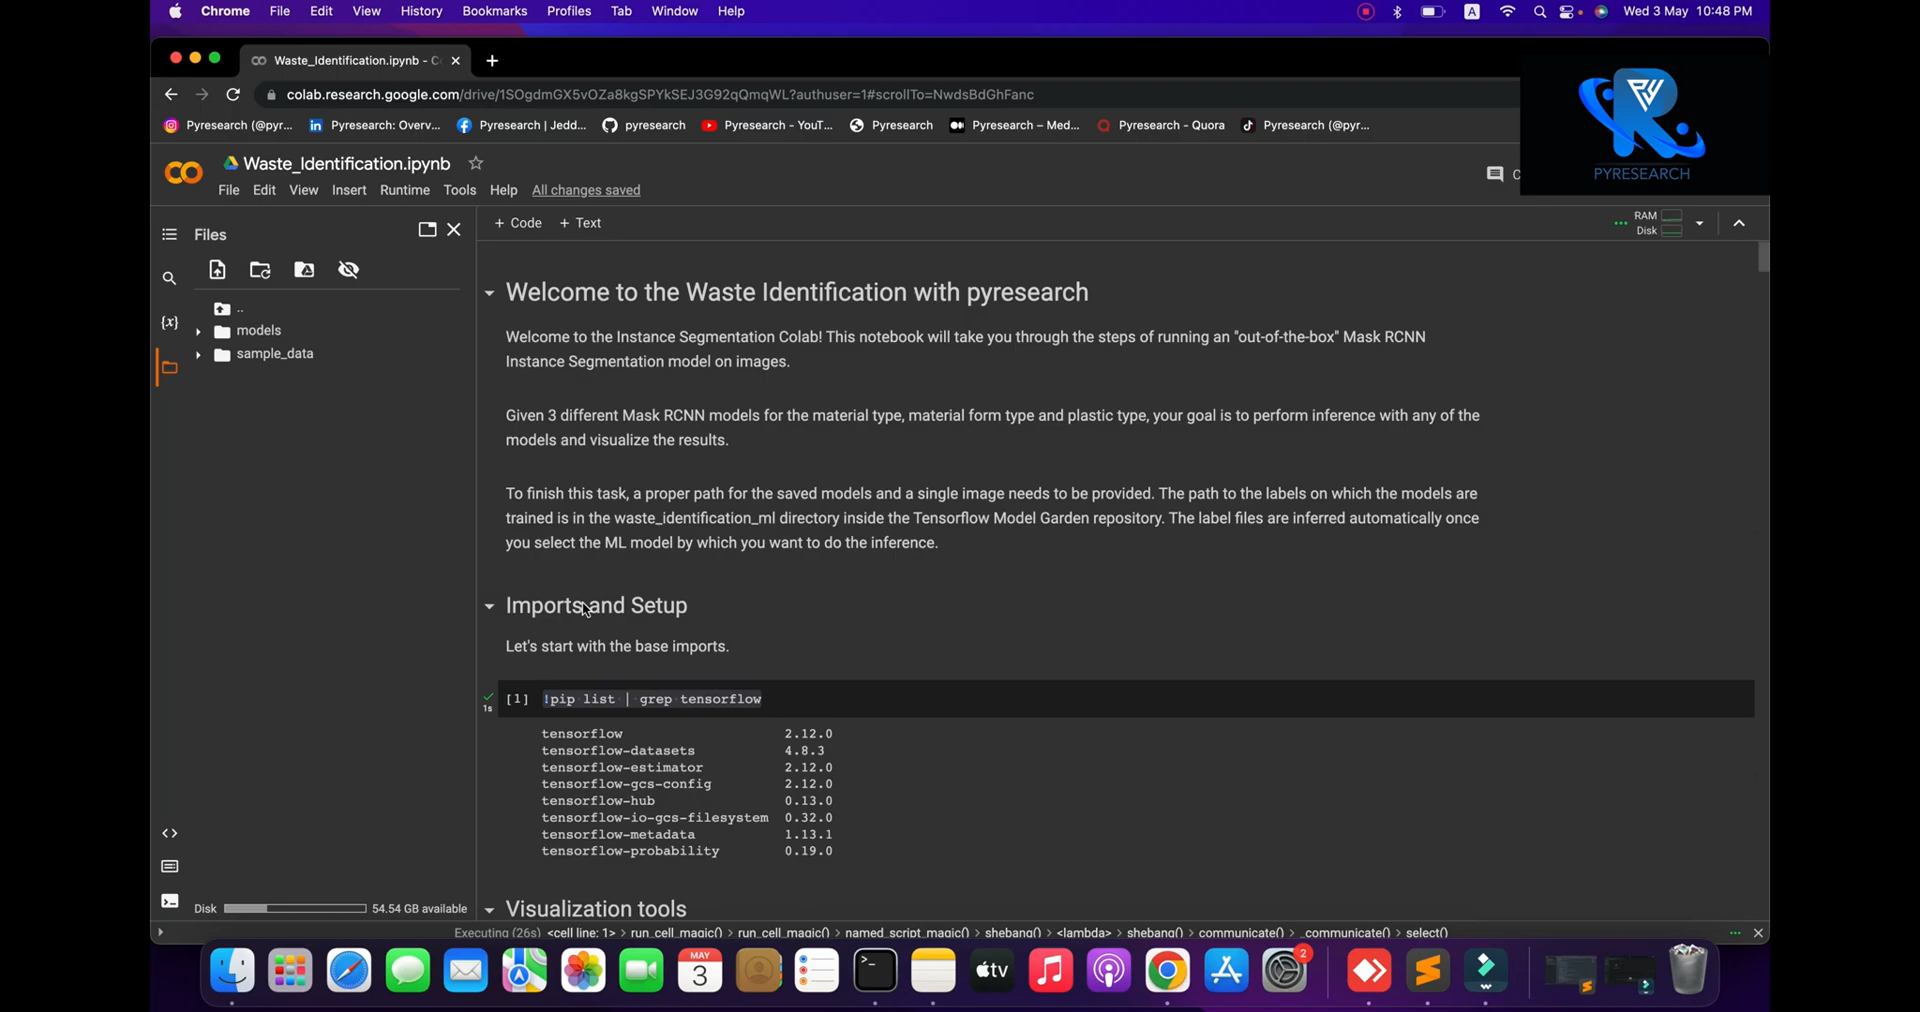 Chrome File Edit View History Bookmarks Profiles Tab Window Help
A Wed 3 May 10:48 PM
Waste_Identification.ipynb - C
colab.research.google.com/drive/1SOgdmGX5vOZa8kgSPYkSEJ3G92qQmqWL?authuser=1#scrollTo=NwdsBdGhFanc
Pyresearch (@pyr... Pyresearch: Overv... Pyresearch | Jedd... pyresearch Pyresearch - YouT... Pyresearch Pyresearch – Med... Pyresearch - Quora Pyresearch (@pyr...
PYRESEARCH
Waste_Identification.ipynb
File Edit View Insert Runtime Tools Help All changes saved
Files
+ Code + Text
RAM
Disk
..
models
sample_data
{x}
Welcome to the Waste Identification with pyresearch
Welcome to the Instance Segmentation Colab! This notebook will take you through the steps of running an "out-of-the-box" Mask RCNN
Instance Segmentation model on images.
Given 3 different Mask RCNN models for the material type, material form type and plastic type, your goal is to perform inference with any of the
models and visualize the results.
To finish this task, a proper path for the saved models and a single image needs to be provided. The path to the labels on which the models are
trained is in the waste_identification_ml directory inside the Tensorflow Model Garden repository. The label files are inferred automatically once
you select the ML model by which you want to do the inference.
Imports and Setup
Let's start with the base imports.
1s
[1] !pip list | grep tensorflow
tensorflow 2.12.0
tensorflow-datasets 4.8.3
tensorflow-estimator 2.12.0
tensorflow-gcs-config 2.12.0
tensorflow-hub 0.13.0
tensorflow-io-gcs-filesystem 0.32.0
tensorflow-metadata 1.13.1
tensorflow-probability 0.19.0
Visualization tools
Disk 54.54 GB available
Executing (26s) <cell line: 1> > run_cell_magic() > run_cell_magic() > named_script_magic() > shebang() > <lambda> > shebang() > communicate() > _communicate() > select()
MAY
3
tv
2